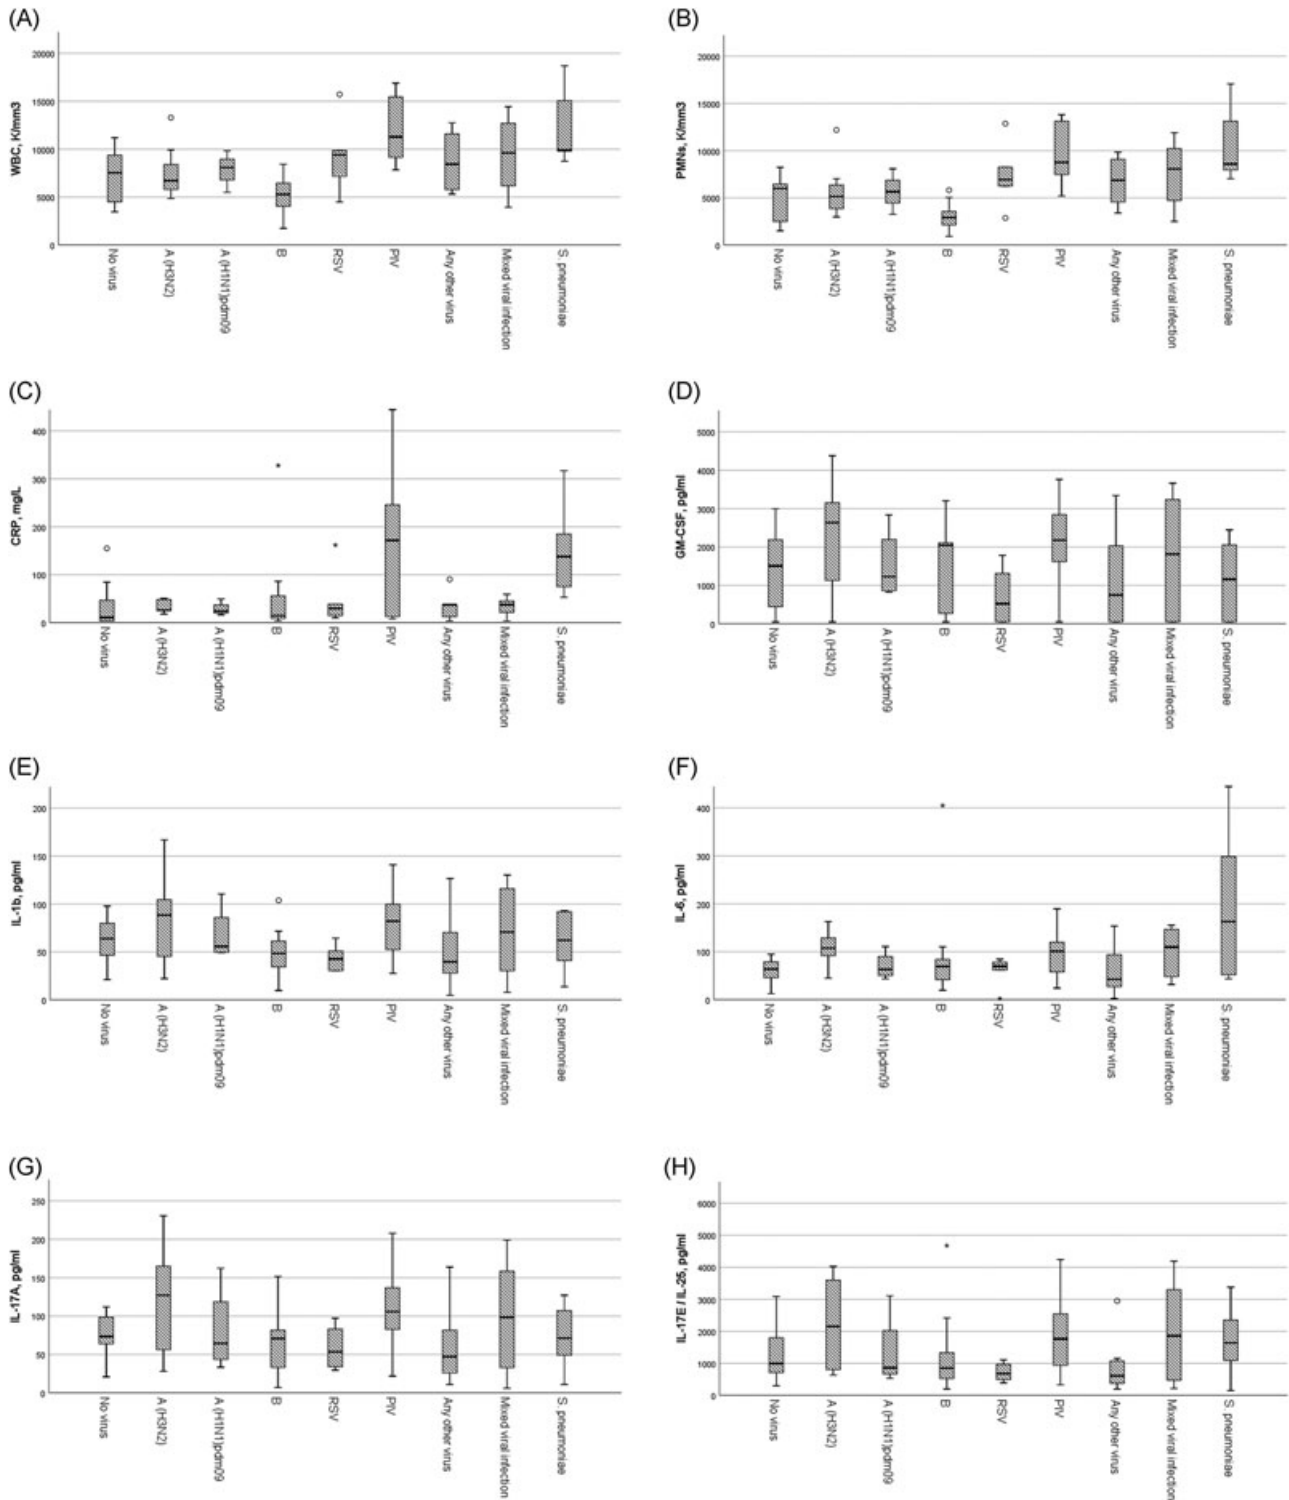 (A)
WBC, K/mm3
20000
15000
10000
5000
0
No virus
A (H3N2)
A (H1N1)pdm09
B
RSV
PIV
Any other virus
Mixed viral infection
S. pneumoniae
(B)
PMNs, K/mm3
20000
15000
10000
5000
0
No virus
A (H3N2)
A (H1N1)pdm09
B
RSV
PIV
Any other virus
Mixed viral infection
S. pneumoniae
(C)
CRP, mg/L
400
300
200
100
0
No virus
A (H3N2)
A (H1N1)pdm09
B
RSV
PIV
Any other virus
Mixed viral infection
S. pneumoniae
(D)
GM-CSF, pg/ml
5000
4000
3000
2000
1000
0
No virus
A (H3N2)
A (H1N1)pdm09
B
RSV
PIV
Any other virus
Mixed viral infection
S. pneumoniae
(E)
IL-1b, pg/ml
200
150
100
50
0
No virus
A (H3N2)
A (H1N1)pdm09
B
RSV
PIV
Any other virus
Mixed viral infection
S. pneumoniae
(F)
IL-6, pg/ml
400
300
200
100
0
No virus
A (H3N2)
A (H1N1)pdm09
B
RSV
PIV
Any other virus
Mixed viral infection
S. pneumoniae
(G)
IL-17A, pg/ml
250
200
150
100
50
0
No virus
A (H3N2)
A (H1N1)pdm09
B
RSV
PIV
Any other virus
Mixed viral infection
S. pneumoniae
(H)
IL-17E / IL-25, pg/ml
6000
5000
4000
3000
2000
1000
0
No virus
A (H3N2)
A (H1N1)pdm09
B
RSV
PIV
Any other virus
Mixed viral infection
S. pneumoniae